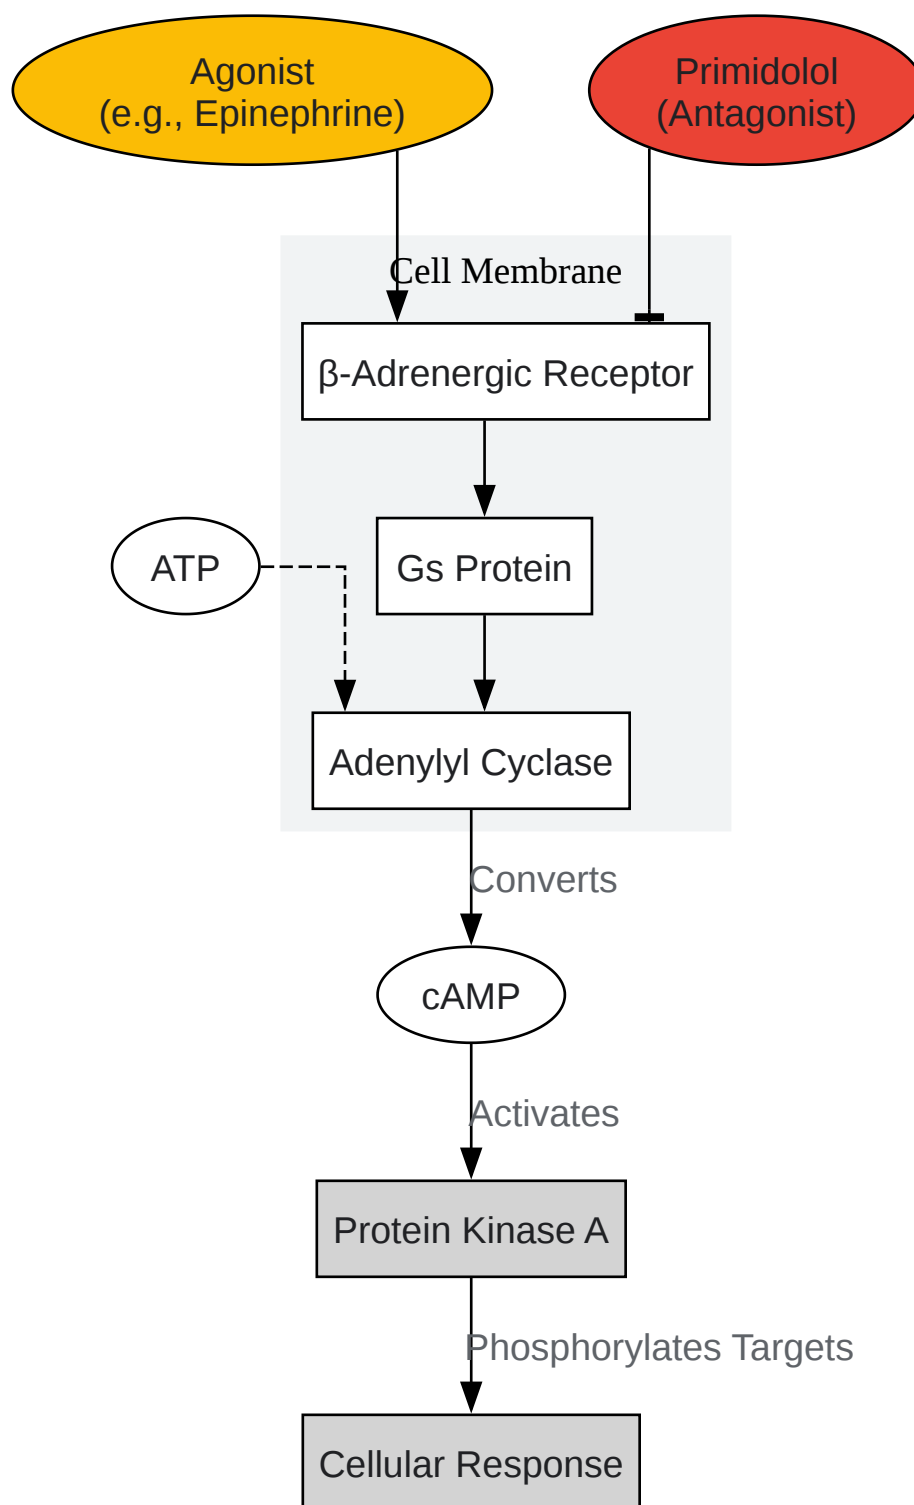 Agonist
(e.g., Epinephrine)
Primidolol
(Antagonist)
Cell Membrane
β-Adrenergic Receptor
ATP
Gs Protein
Adenylyl Cyclase
Converts
cAMP
Activates
Protein Kinase A
Phosphorylates Targets
Cellular Response